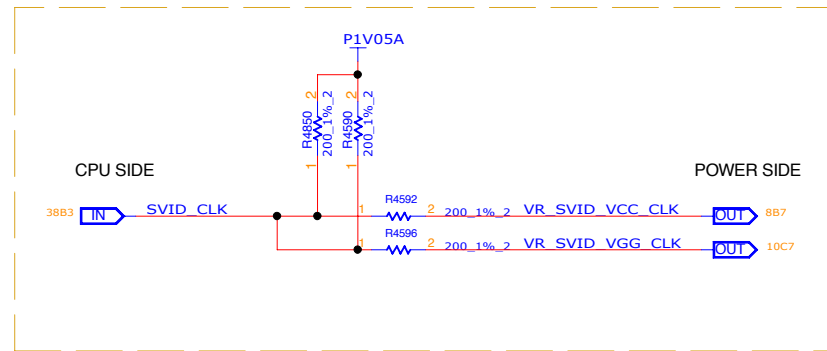 P1V05A
2
2
R4850
200_1%_2
R4590
200_1%_2
1
1
CPU SIDE
POWER SIDE
38B3 IN SVID_CLK
R4592
1 2 200_1%_2 VR_SVID_VCC_CLK OUT 8B7
R4596
1 2 200_1%_2 VR_SVID_VGG_CLK OUT 10C7